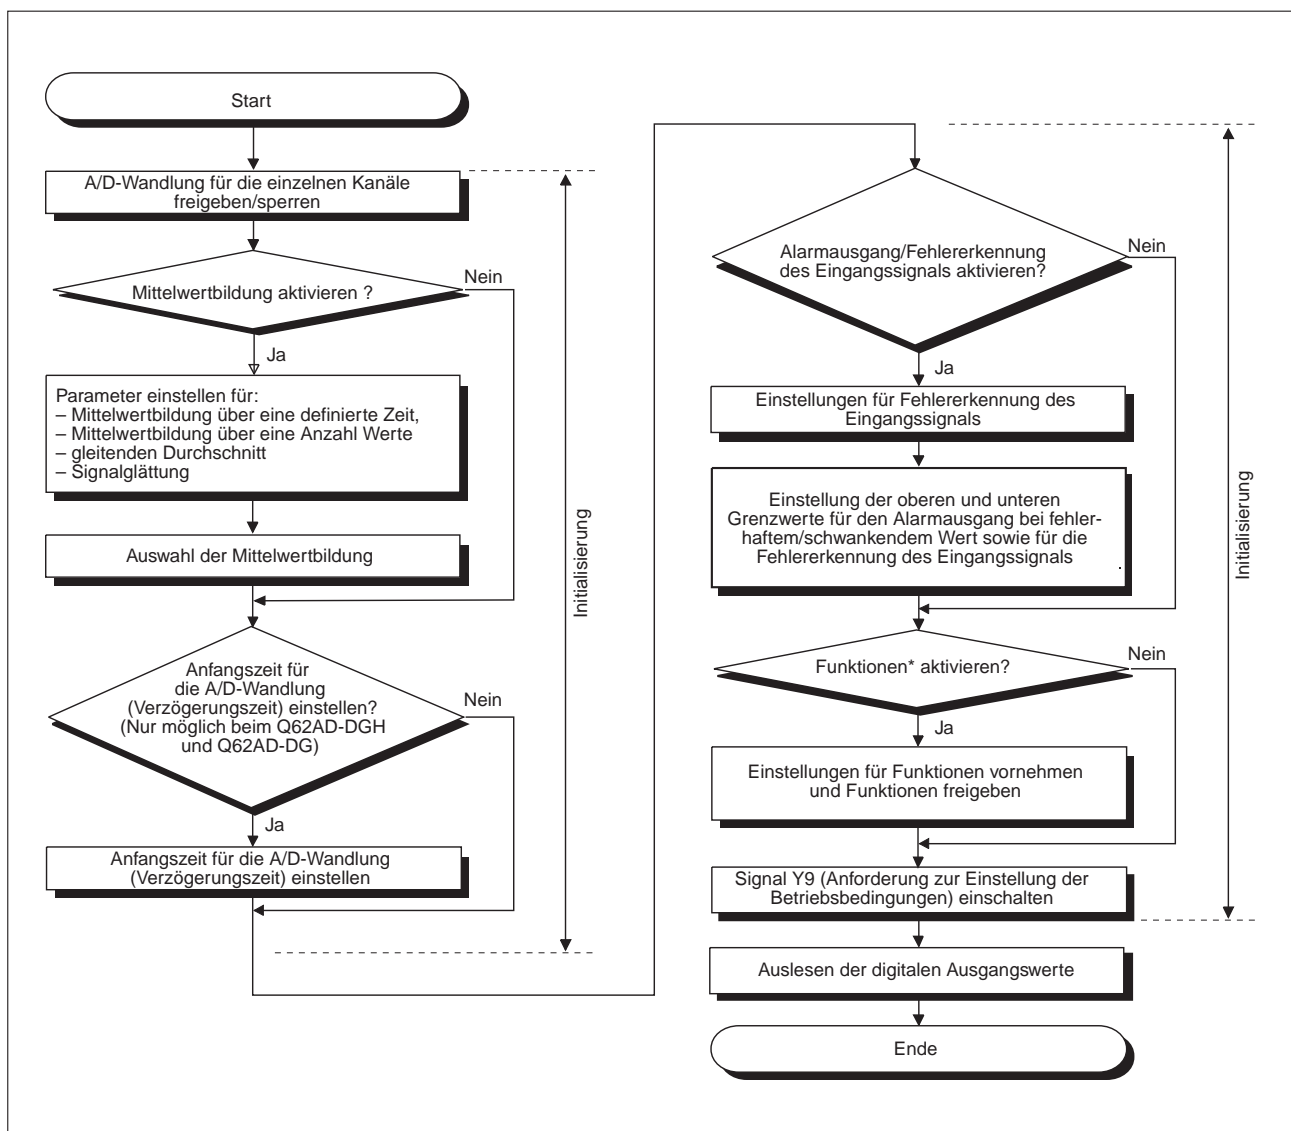 Start
A/D-Wandlung für die einzelnen Kanäle
freigeben/sperren
Mittelwertbildung aktivieren ?
Nein
Ja
Parameter einstellen für:
– Mittelwertbildung über eine definierte Zeit,
– Mittelwertbildung über eine Anzahl Werte
– gleitenden Durchschnitt
– Signalglättung
Auswahl der Mittelwertbildung
Anfangszeit für
die A/D-Wandlung
(Verzögerungszeit) einstellen?
(Nur möglich beim Q62AD-DGH
und Q62AD-DG)
Nein
Ja
Anfangszeit für die A/D-Wandlung
(Verzögerungszeit) einstellen
Initialisierung
Alarmausgang/Fehlererkennung
des Eingangssignals aktivieren?
Nein
Ja
Einstellungen für Fehlererkennung des
Eingangssignals
Einstellung der oberen und unteren
Grenzwerte für den Alarmausgang bei fehler-
haftem/schwankendem Wert sowie für die
Fehlererkennung des Eingangssignals
.
Funktionen* aktivieren?
Nein
Ja
Einstellungen für Funktionen vornehmen
und Funktionen freigeben
Signal Y9 (Anforderung zur Einstellung der
Betriebsbedingungen) einschalten
Initialisierung
Auslesen der digitalen Ausgangswerte
Ende